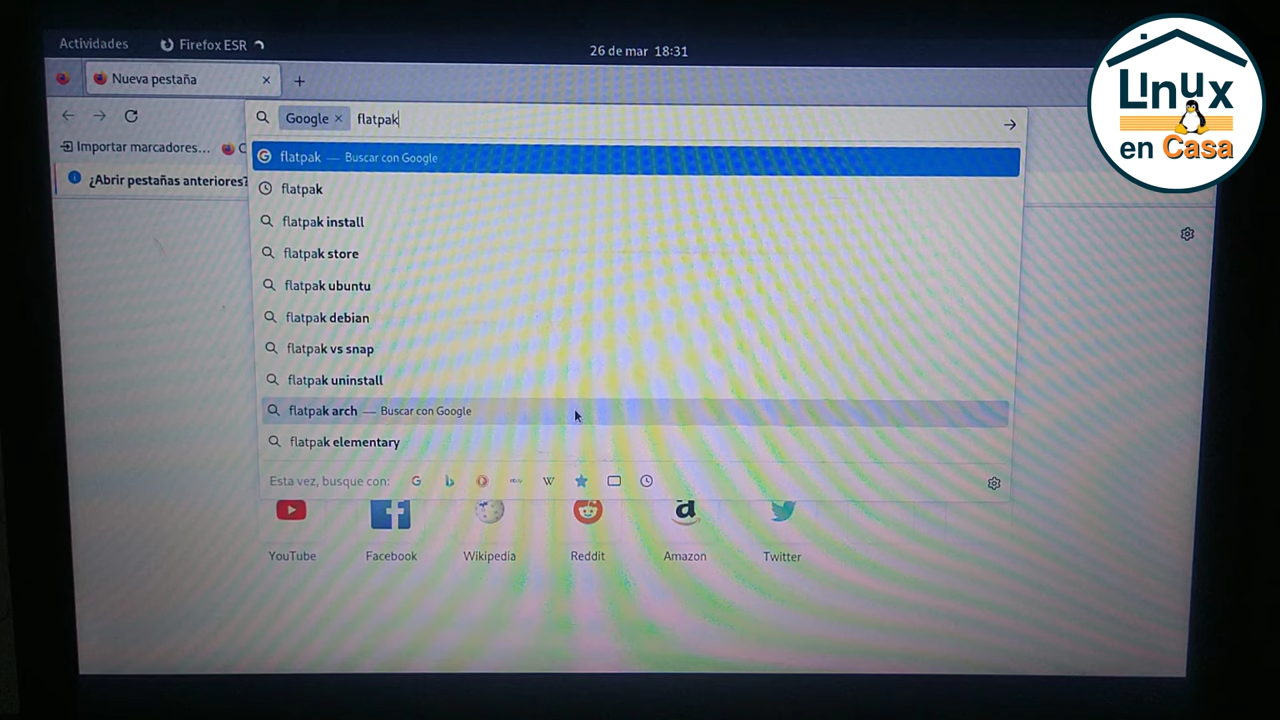 Actividades Firefox ESR
26 de mar 18:31
Nueva pestaña
Google flatpak
Importar marcadores...
¿Abrir pestañas anteriores?
flatpak — Buscar con Google
flatpak
flatpak install
flatpak store
flatpak ubuntu
flatpak debian
flatpak vs snap
flatpak uninstall
flatpak arch — Buscar con Google
flatpak elementary
Esta vez, busque con:
YouTube Facebook Wikipedia Reddit Amazon Twitter
Linux
en Casa